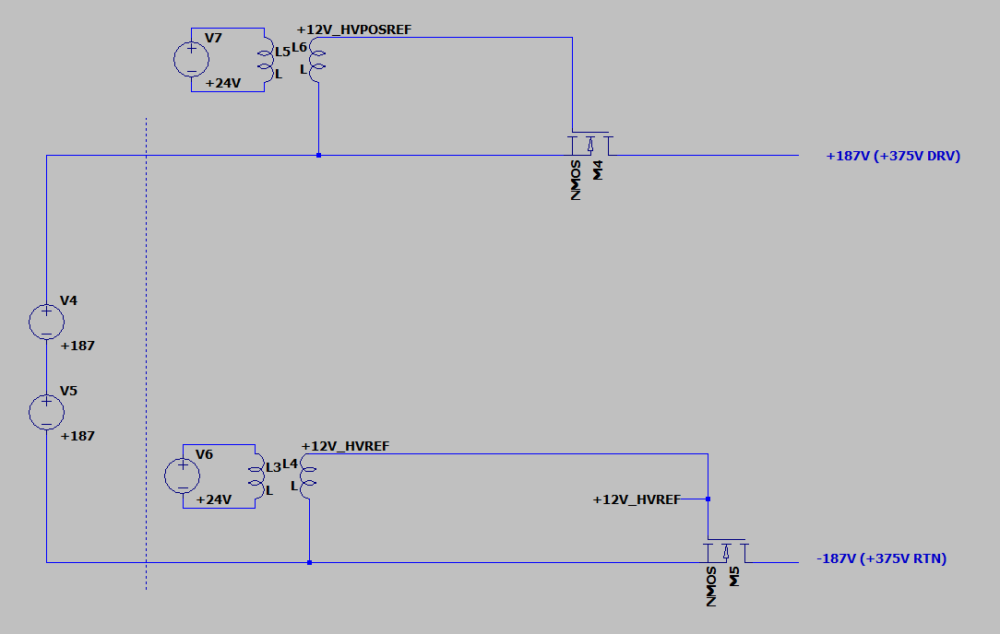 +12V_HVPOSREF
V7
L5
L6
L
L
+24V
NMOS
M4
+187V (+375V DRV)
V4
+187
V5
+187
+12V_HVREF
V6
L3
L4
L
L
+24V
+12V_HVREF
NMOS
M5
-187V (+375V RTN)